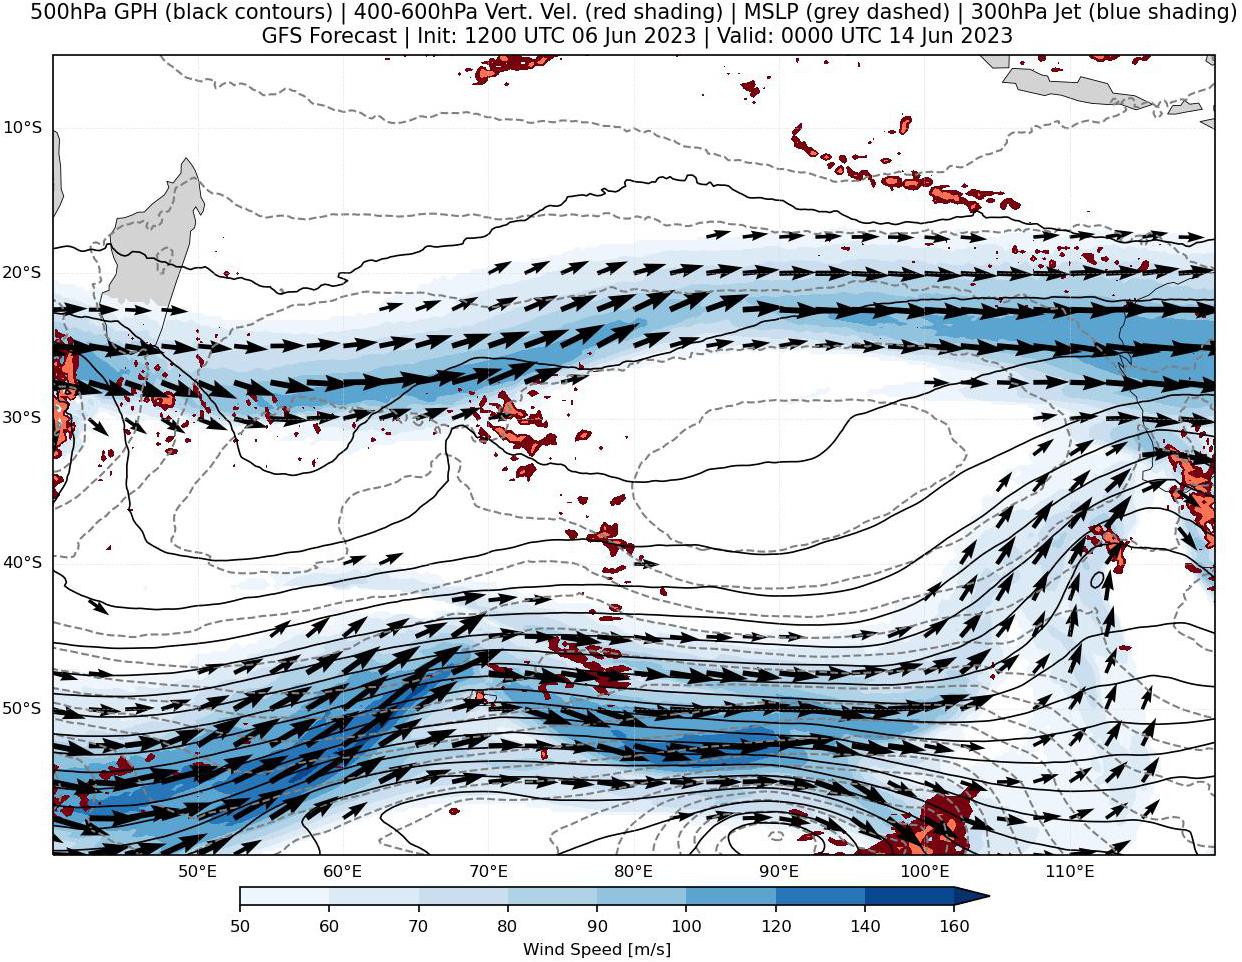 500hPa GPH (black contours) | 400-600hPa Vert. Vel. (red shading) | MSLP (grey dashed) | 300hPa Jet (blue shading)
GFS Forecast | Init: 1200 UTC 06 Jun 2023 | Valid: 0000 UTC 14 Jun 2023
10°S
20°S
30°S
40°S
50°S
50°E 60°E 70°E 80°E 90°E 100°E 110°E
50 60 70 80 90 100 120 140 160
Wind Speed [m/s]